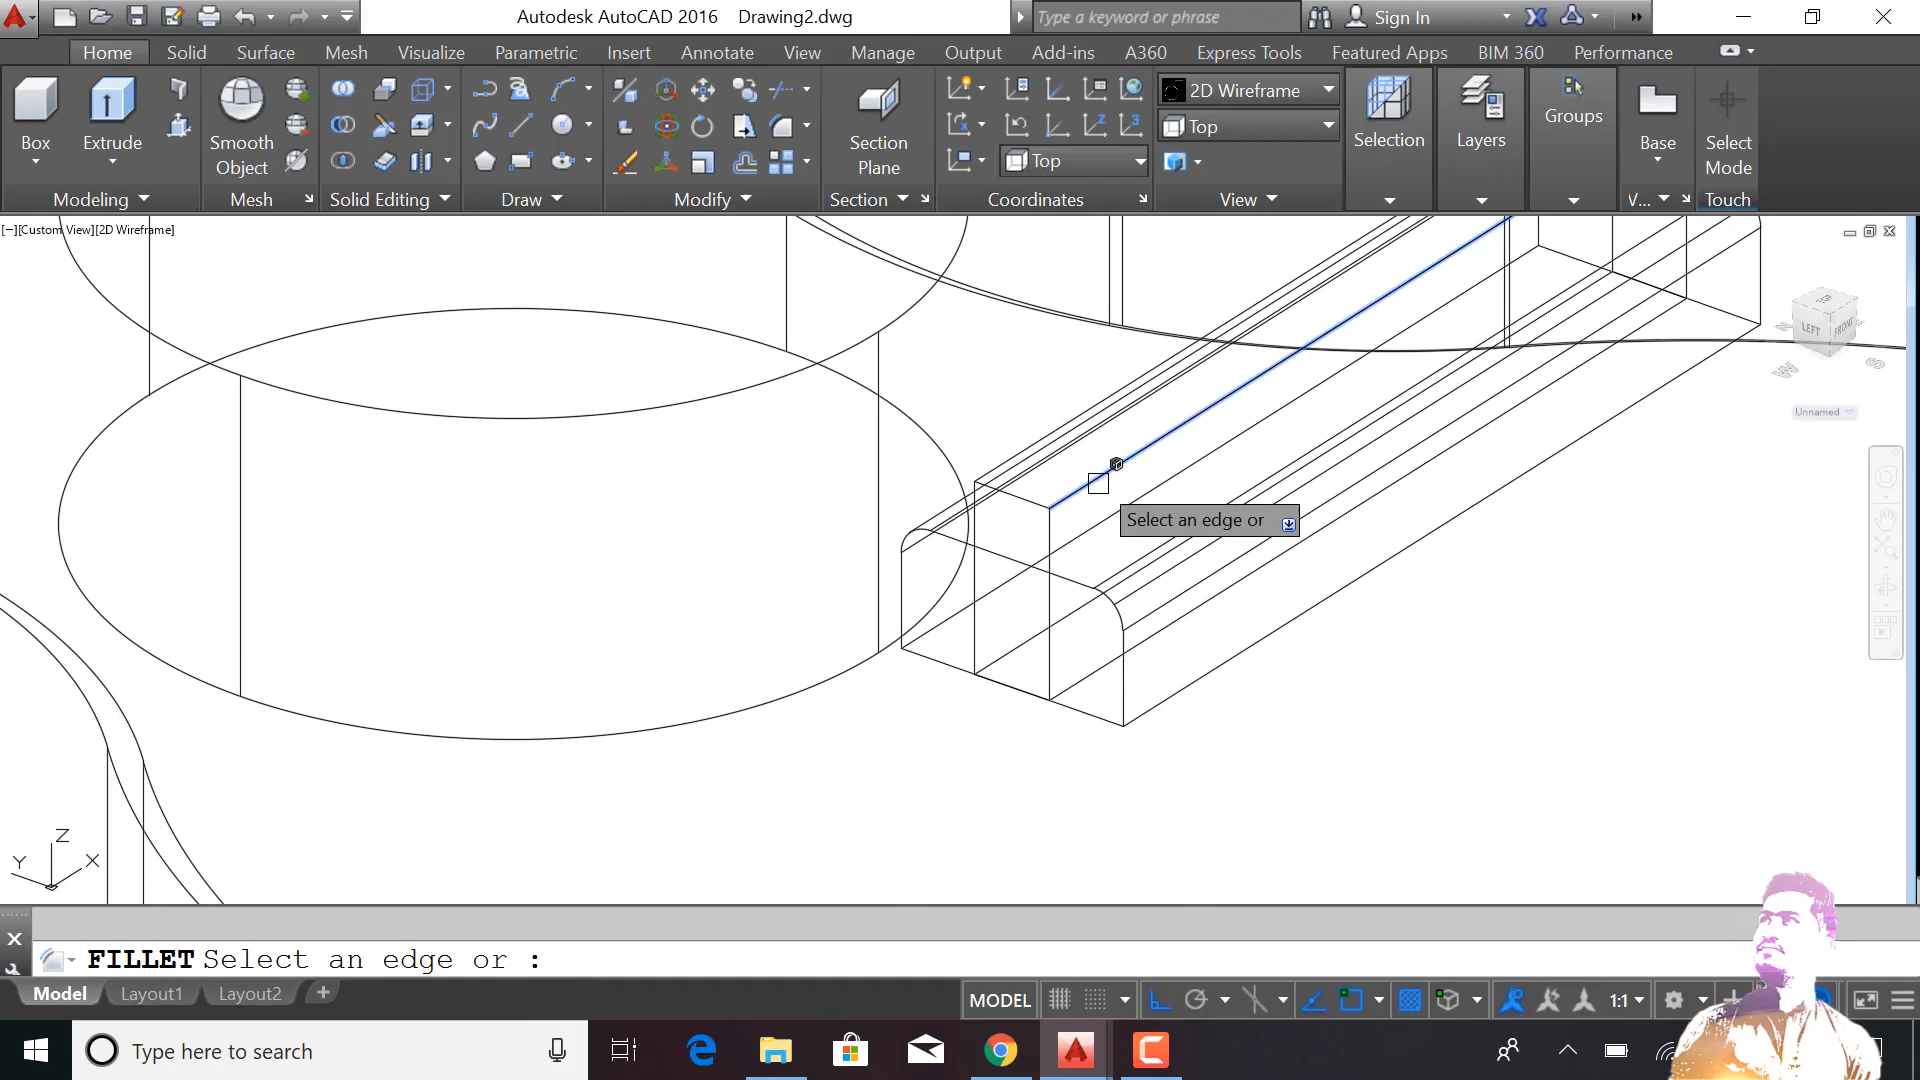 Autodesk AutoCAD 2016 Drawing2.dwg
Type a keyword or phrase
Sign In
Home Solid Surface Mesh Visualize Parametric Insert Annotate View Manage Output Add-ins A360 Express Tools Featured Apps BIM 360 Performance
Box
Extrude
Smooth
Object
Section
Plane
2D Wireframe
Top
Top
Selection
Layers
Groups
Base
Select
Mode
Modeling
Mesh
Solid Editing
Draw
Modify
Section
Coordinates
View
V...
Touch
[−][Custom View][2D Wireframe]
LEFT
FRONT
W
S
Unnamed
Select an edge or
Z
Y
X
FILLET Select an edge or :
Model
Layout1
Layout2
MODEL
1:1
Type here to search